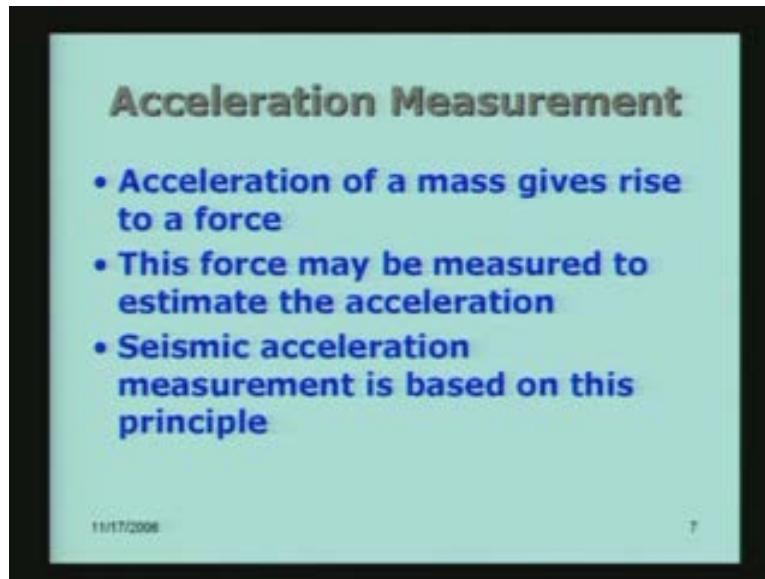 Acceleration Measurement
• Acceleration of a mass gives rise
to a force
• This force may be measured to
estimate the acceleration
• Seismic acceleration
measurement is based on this
principle
11/17/2006
7